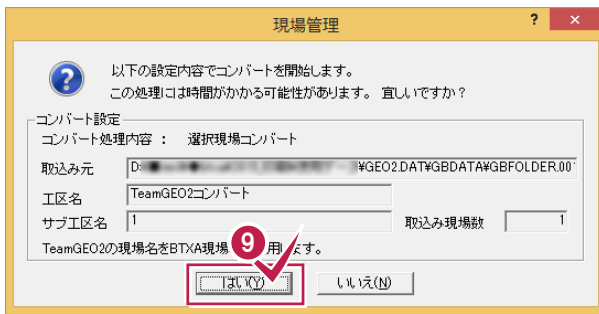 現場管理
? ×
以下の設定内容でコンバートを開始します。
この処理には時間がかかる可能性があります。 宜しいですか?
コンバート設定
コンバート処理内容 : 選択現場コンバート
取込み元 D: ¥GEO2.DAT¥GBDATA¥GBFOLDER.00
工区名 TeamGEO2コンバート
サブ工区名 1 取込み現場数 1
TeamGEO2の現場名をBTXA現場 用 ます。
9
はい(Y) いいえ(N)